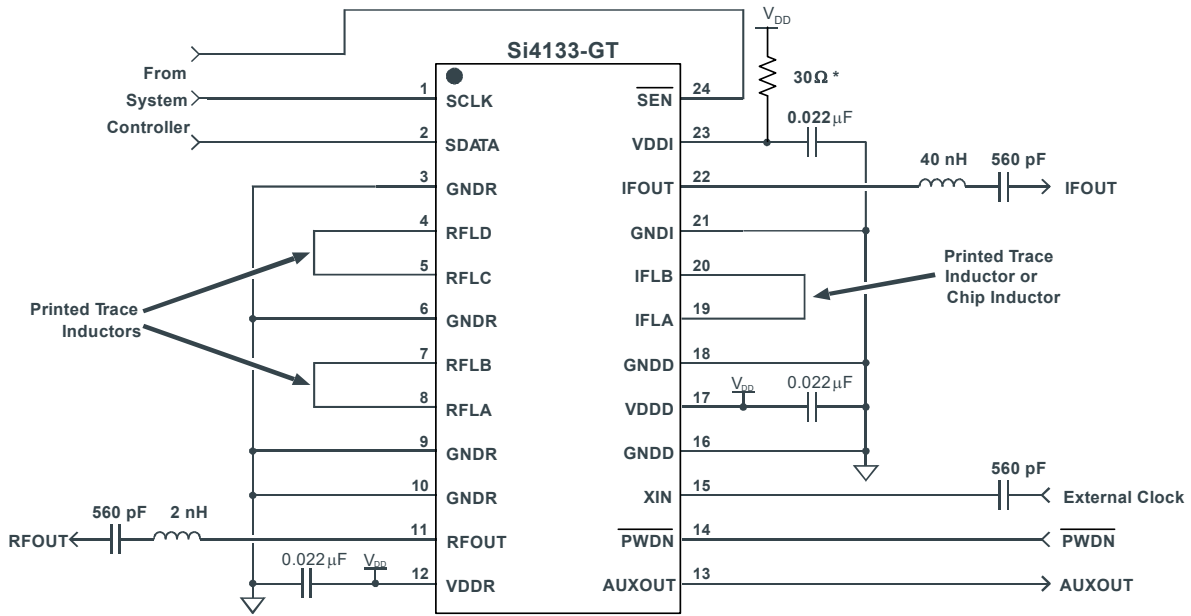 V_DD
Si4133-GT
30Ω *
From
System
Controller
1 SCLK
2 SDATA
3 GNDR
4 RFLD
5 RFLC
6 GNDR
7 RFLB
8 RFLA
9 GNDR
10 GNDR
11 RFOUT
12 VDDR
24 SEN
23 VDDI
22 IFOUT
21 GNDI
20 IFLB
19 IFLA
18 GNDD
17 VDDD
16 GNDD
15 XIN
14 PWDN
13 AUXOUT
0.022μF
40 nH
560 pF
IFOUT
Printed Trace
Inductor or
Chip Inductor
Printed Trace
Inductors
V_DD
0.022μF
560 pF
External Clock
PWDN
AUXOUT
560 pF
2 nH
RFOUT
0.022μF
V_DD